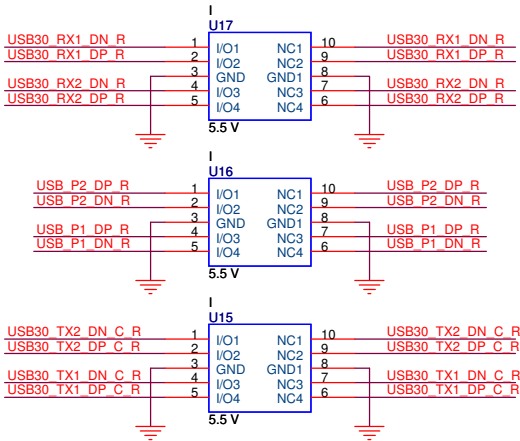 I
U17
USB30_RX1_DN_R 1 I/O1 NC1 10 USB30_RX1_DN_R
USB30_RX1_DP_R 2 I/O2 NC2 9 USB30_RX1_DP_R
3 GND GND1 8
USB30_RX2_DN_R 4 I/O3 NC3 7 USB30_RX2_DN_R
USB30_RX2_DP_R 5 I/O4 NC4 6 USB30_RX2_DP_R
5.5 V
I
U16
USB_P2_DP_R 1 I/O1 NC1 10 USB_P2_DP_R
USB_P2_DN_R 2 I/O2 NC2 9 USB_P2_DN_R
3 GND GND1 8
USB_P1_DP_R 4 I/O3 NC3 7 USB_P1_DP_R
USB_P1_DN_R 5 I/O4 NC4 6 USB_P1_DN_R
5.5 V
I
U15
USB30_TX2_DN_C_R 1 I/O1 NC1 10 USB30_TX2_DN_C_R
USB30_TX2_DP_C_R 2 I/O2 NC2 9 USB30_TX2_DP_C_R
3 GND GND1 8
USB30_TX1_DN_C_R 4 I/O3 NC3 7 USB30_TX1_DN_C_R
USB30_TX1_DP_C_R 5 I/O4 NC4 6 USB30_TX1_DP_C_R
5.5 V